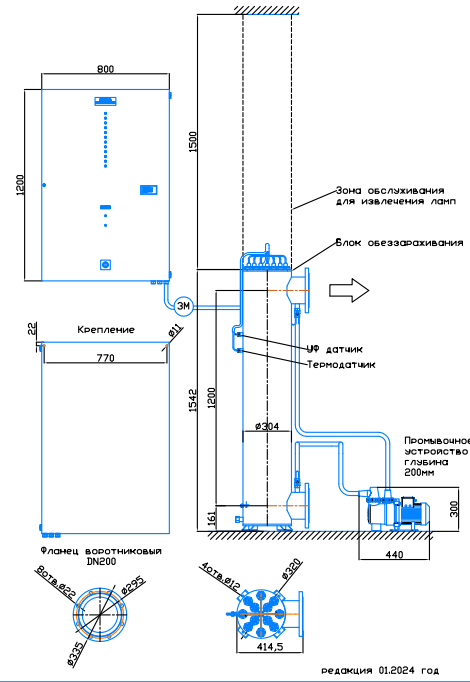 800
1200
1500
Зона обслуживания
для извлечения ламп
Блок обеззараживания
3М
22
Крепление
Ø11
770
УФ датчик
Термодатчик
1542
1200
Ø304
161
Промывочное
устройство
глубина
200мм
300
440
Фланец воротниковый
DN200
8отв.Ø22
Ø295
Ø335
4отв.Ø12
Ø320
414,5
редакция 01.2024 год